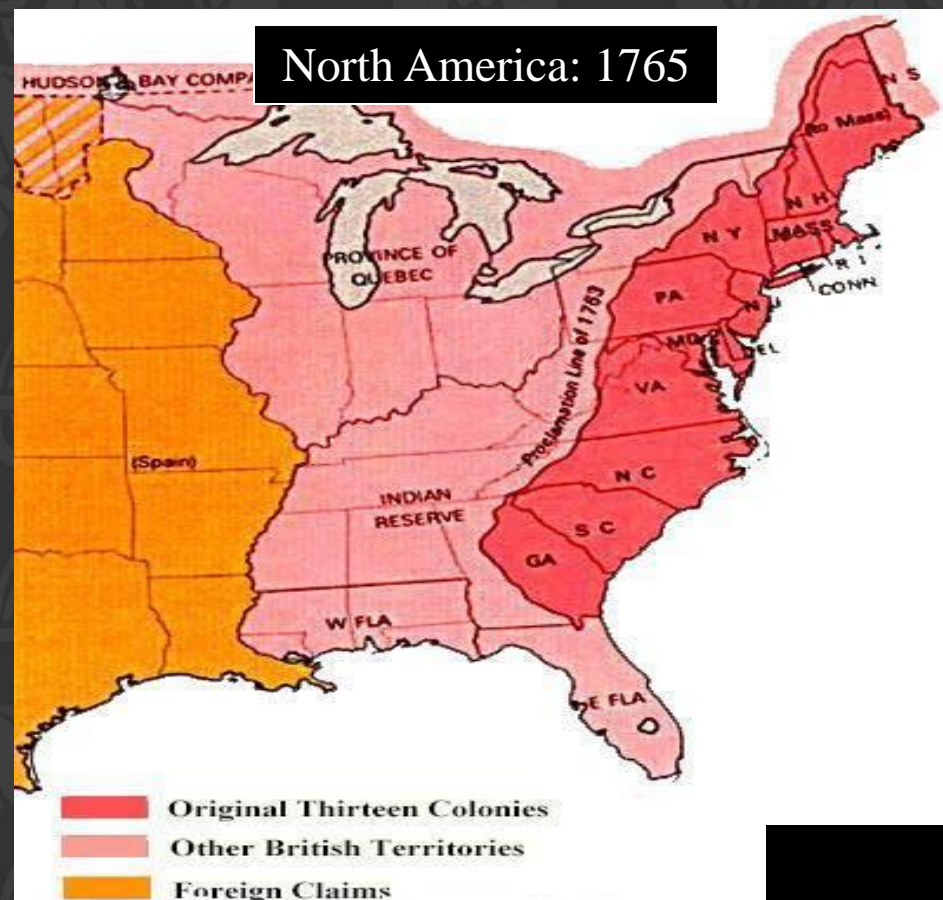 North America: 1765
HUDSON BAY COMPA
N S
(to Mass)
N H
N Y
MASS
R I
CONN
PROVINCE OF
QUEBEC
PA
N J
Proclamation Line of 1763
MD
DEL
VA
(Spain)
N C
INDIAN
RESERVE
S C
GA
W FLA
E FLA
Original Thirteen Colonies
Other British Territories
Foreign Claims